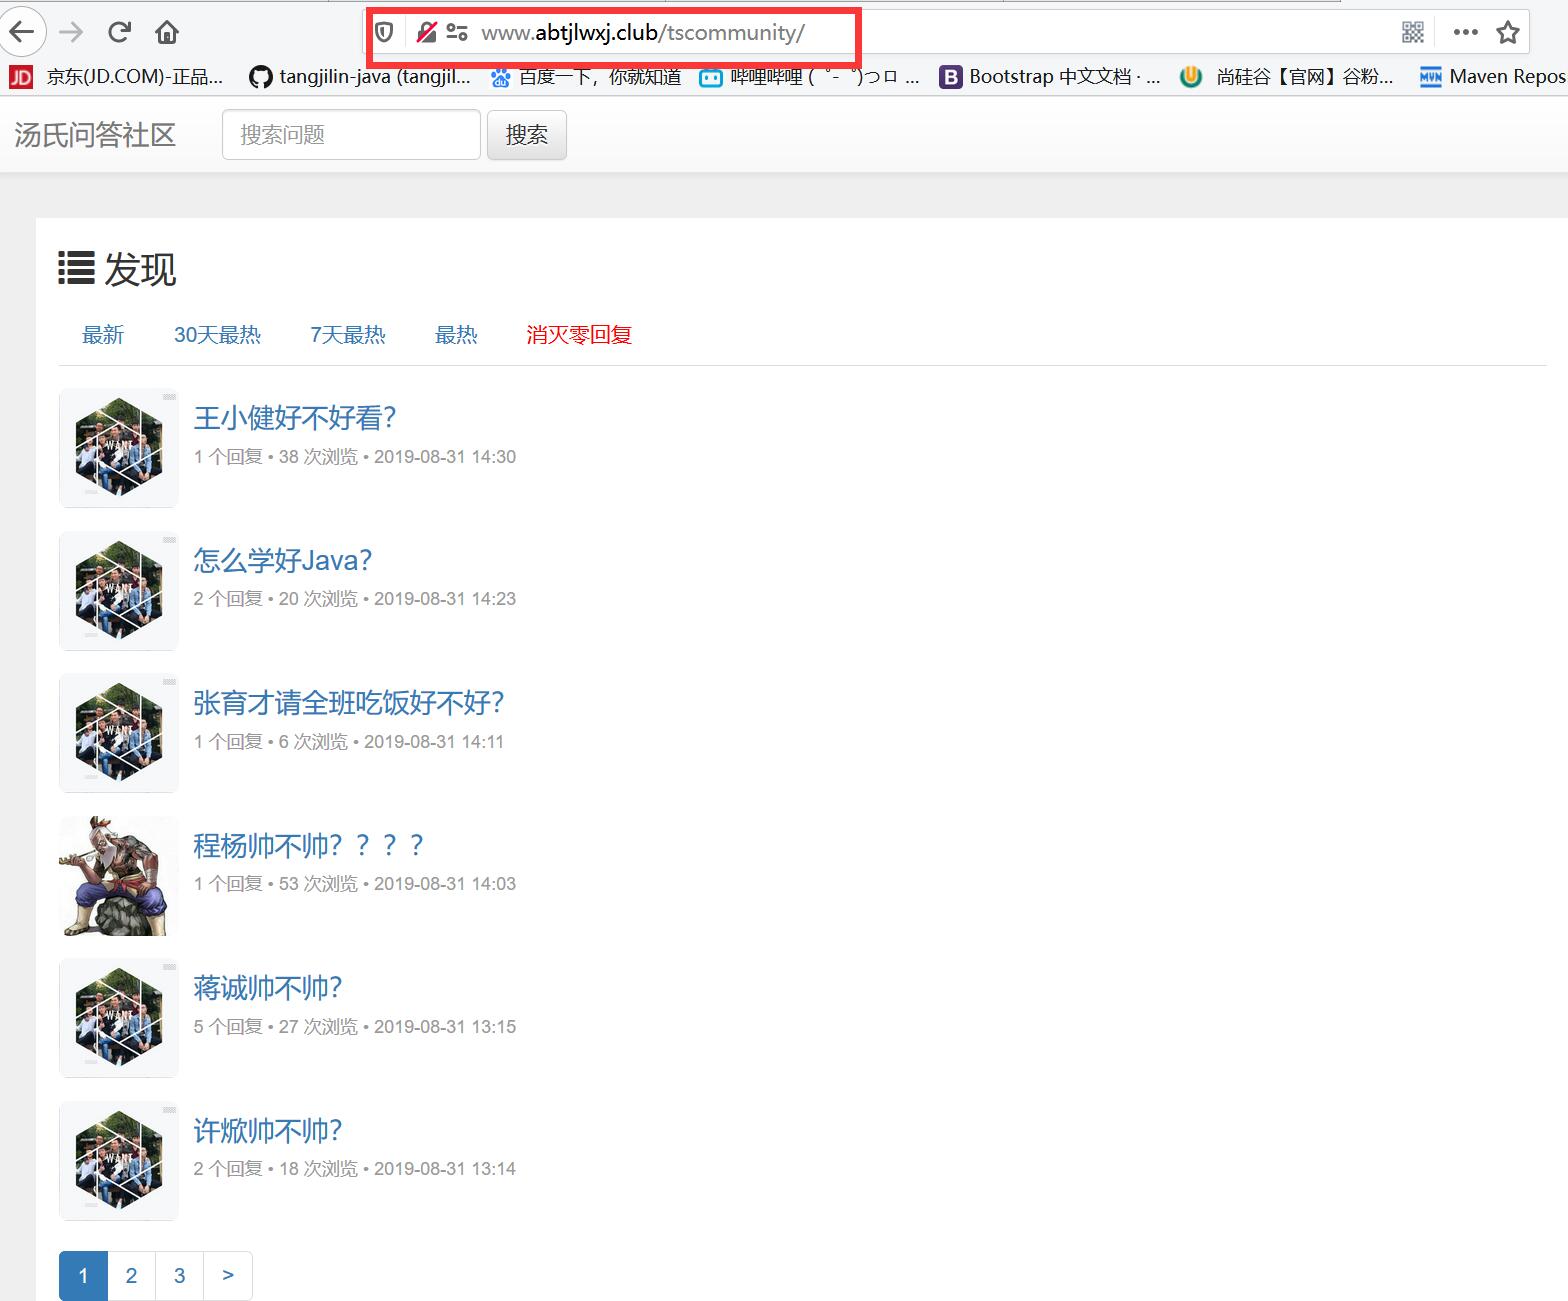 www.abtjlwxj.club/tscommunity/
京东(JD.COM)-正品... tangjilin-java (tangjil... 百度一下，你就知道 哔哩哔哩 ( ゜- ゜)つロ ... Bootstrap 中文文档 · ... 尚硅谷【官网】谷粉... Maven Repos
汤氏问答社区 搜索问题 搜索
发现
最新 30天最热 7天最热 最热 消灭零回复
王小健好不好看？
1 个回复 • 38 次浏览 • 2019-08-31 14:30
怎么学好Java？
2 个回复 • 20 次浏览 • 2019-08-31 14:23
张育才请全班吃饭好不好？
1 个回复 • 6 次浏览 • 2019-08-31 14:11
程杨帅不帅？？？？
1 个回复 • 53 次浏览 • 2019-08-31 14:03
蒋诚帅不帅？
5 个回复 • 27 次浏览 • 2019-08-31 13:15
许焮帅不帅？
2 个回复 • 18 次浏览 • 2019-08-31 13:14
1 2 3 >